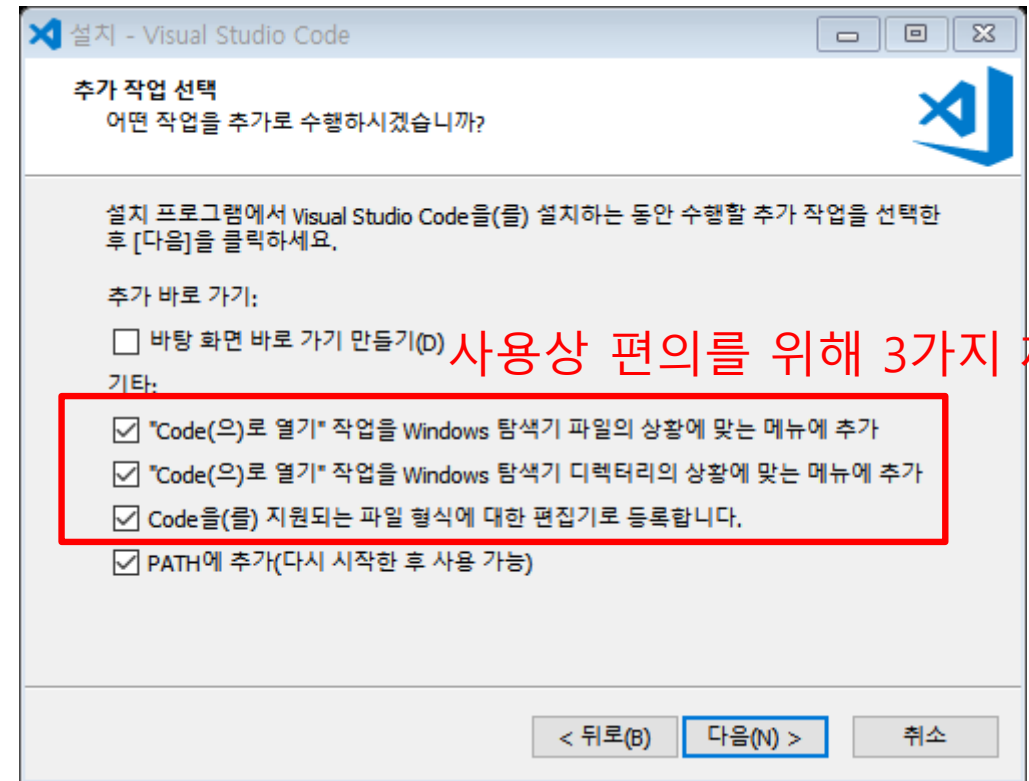 설치 - Visual Studio Code
추가 작업 선택
어떤 작업을 추가로 수행하시겠습니까?
설치 프로그램에서 Visual Studio Code을(를) 설치하는 동안 수행할 추가 작업을 선택한
후 [다음]을 클릭하세요.
추가 바로 가기:
바탕 화면 바로 가기 만들기(D)
사용상 편의를 위해 3가지
기타:
"Code(으)로 열기" 작업을 Windows 탐색기 파일의 상황에 맞는 메뉴에 추가
"Code(으)로 열기" 작업을 Windows 탐색기 디렉터리의 상황에 맞는 메뉴에 추가
Code을(를) 지원되는 파일 형식에 대한 편집기로 등록합니다.
PATH에 추가(다시 시작한 후 사용 가능)
< 뒤로(B)
다음(N) >
취소